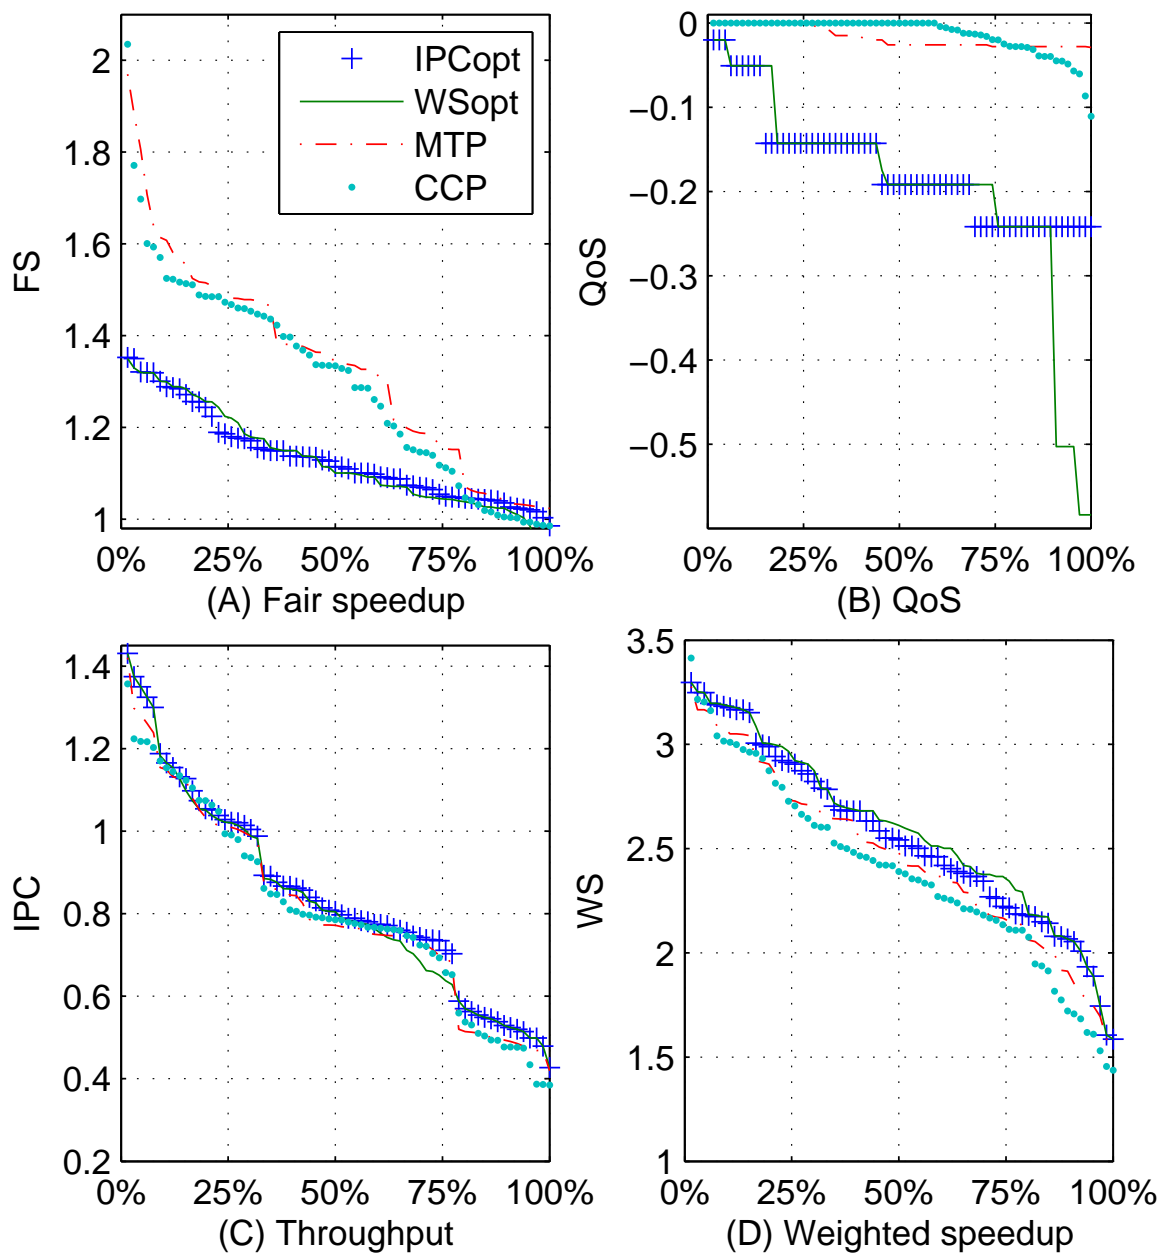 2
1.8
1.6
1.4
1.2
1
FS
IPCopt
WSopt
MTP
CCP
0% 25% 50% 75% 100%
(A) Fair speedup
0
−0.1
−0.2
−0.3
−0.4
−0.5
QoS
0% 25% 50% 75% 100%
(B) QoS
1.4
1.2
1
0.8
0.6
0.4
0.2
IPC
0% 25% 50% 75% 100%
(C) Throughput
3.5
3
2.5
2
1.5
1
WS
0% 25% 50% 75% 100%
(D) Weighted speedup